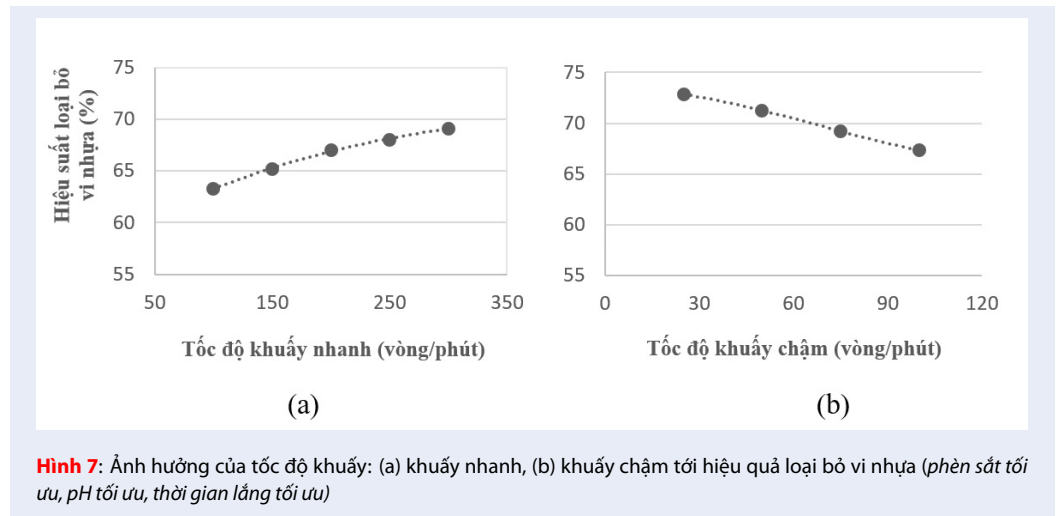 Hiệu suất loại bỏ
vi nhựa (%)
75
70
65
60
55
50
150
250
350
Tốc độ khuấy nhanh (vòng/phút)
(a)
75
70
65
60
55
0
30
60
90
120
Tốc độ khuấy chậm (vòng/phút)
(b)
Hình 7: Ảnh hưởng của tốc độ khuấy: (a) khuấy nhanh, (b) khuấy chậm tới hiệu quả loại bỏ vi nhựa (phèn sắt tối
ưu, pH tối ưu, thời gian lắng tối ưu)